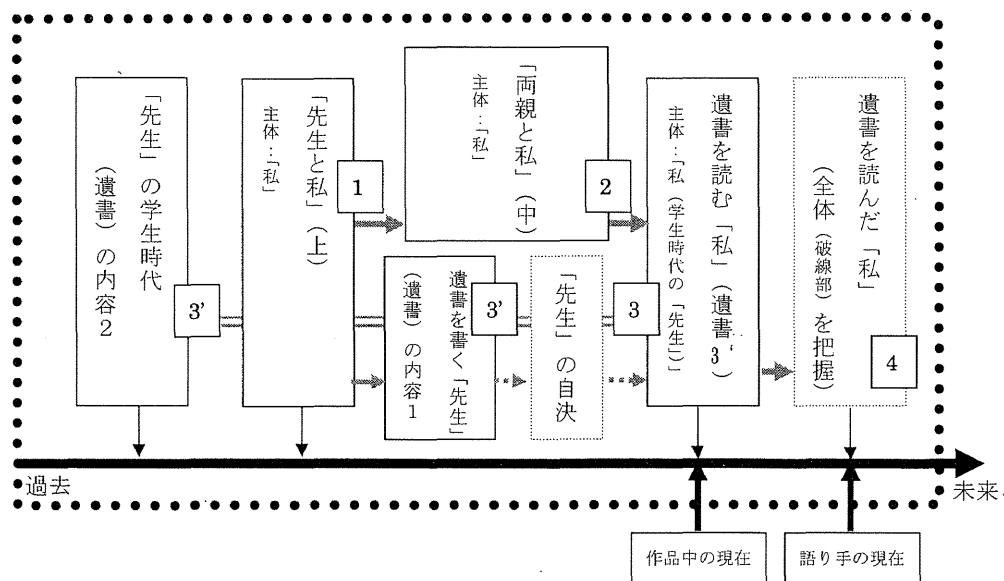 「先生」の学生時代
（遺書）の内容２
3’
「先生と私」（上）
主体：「私」
1
「両親と私」（中）
主体：「私」
2
遺書を書く「先生」
（遺書）の内容１
3’
「先生」の自決
3
遺書を読む「私」（遺書3‘）
主体：「私（学生時代の「先生」）」
遺書を読んだ「私」
（全体（破線部）を把握）
4
過去
未来
作品中の現在
語り手の現在